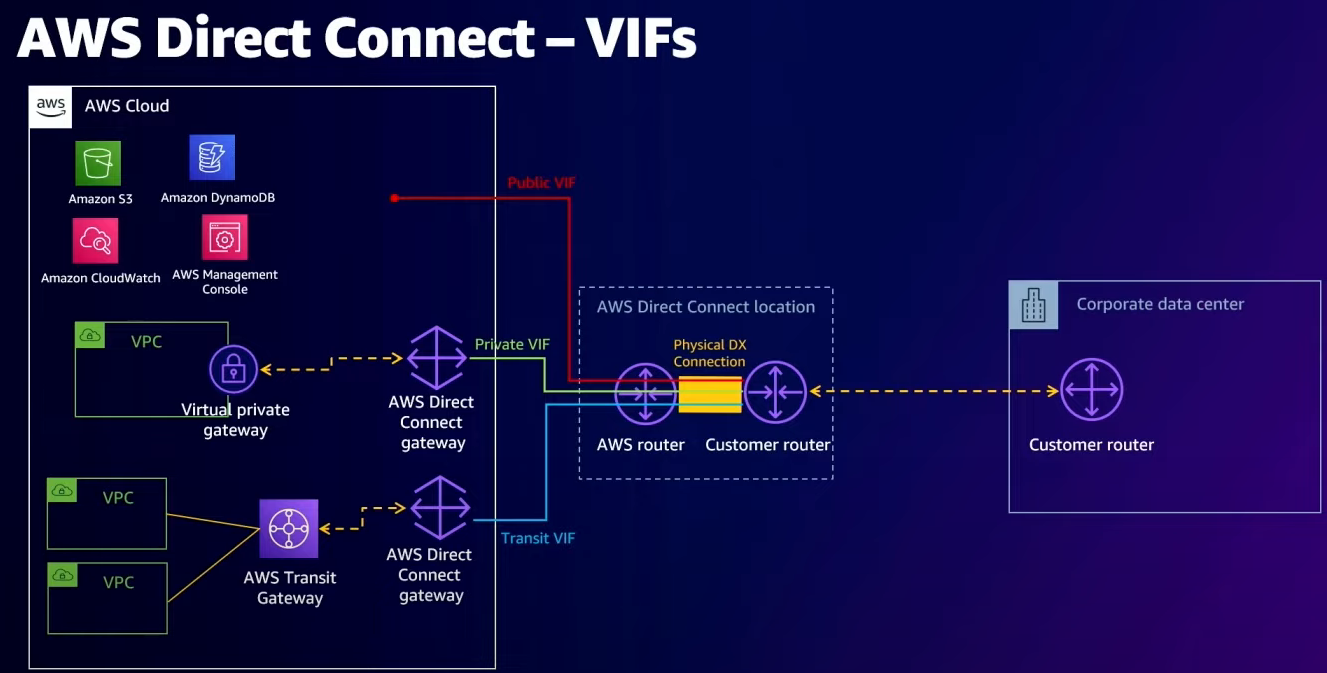 AWS Direct Connect – VIFs
aws
AWS Cloud
Amazon S3
Amazon DynamoDB
Amazon CloudWatch
AWS Management
Console
Public VIF
VPC
Virtual private
gateway
AWS Direct
Connect
gateway
Private VIF
AWS Direct Connect location
Physical DX
Connection
AWS router
Customer router
Corporate data center
Customer router
VPC
VPC
AWS Transit
Gateway
AWS Direct
Connect
gateway
Transit VIF